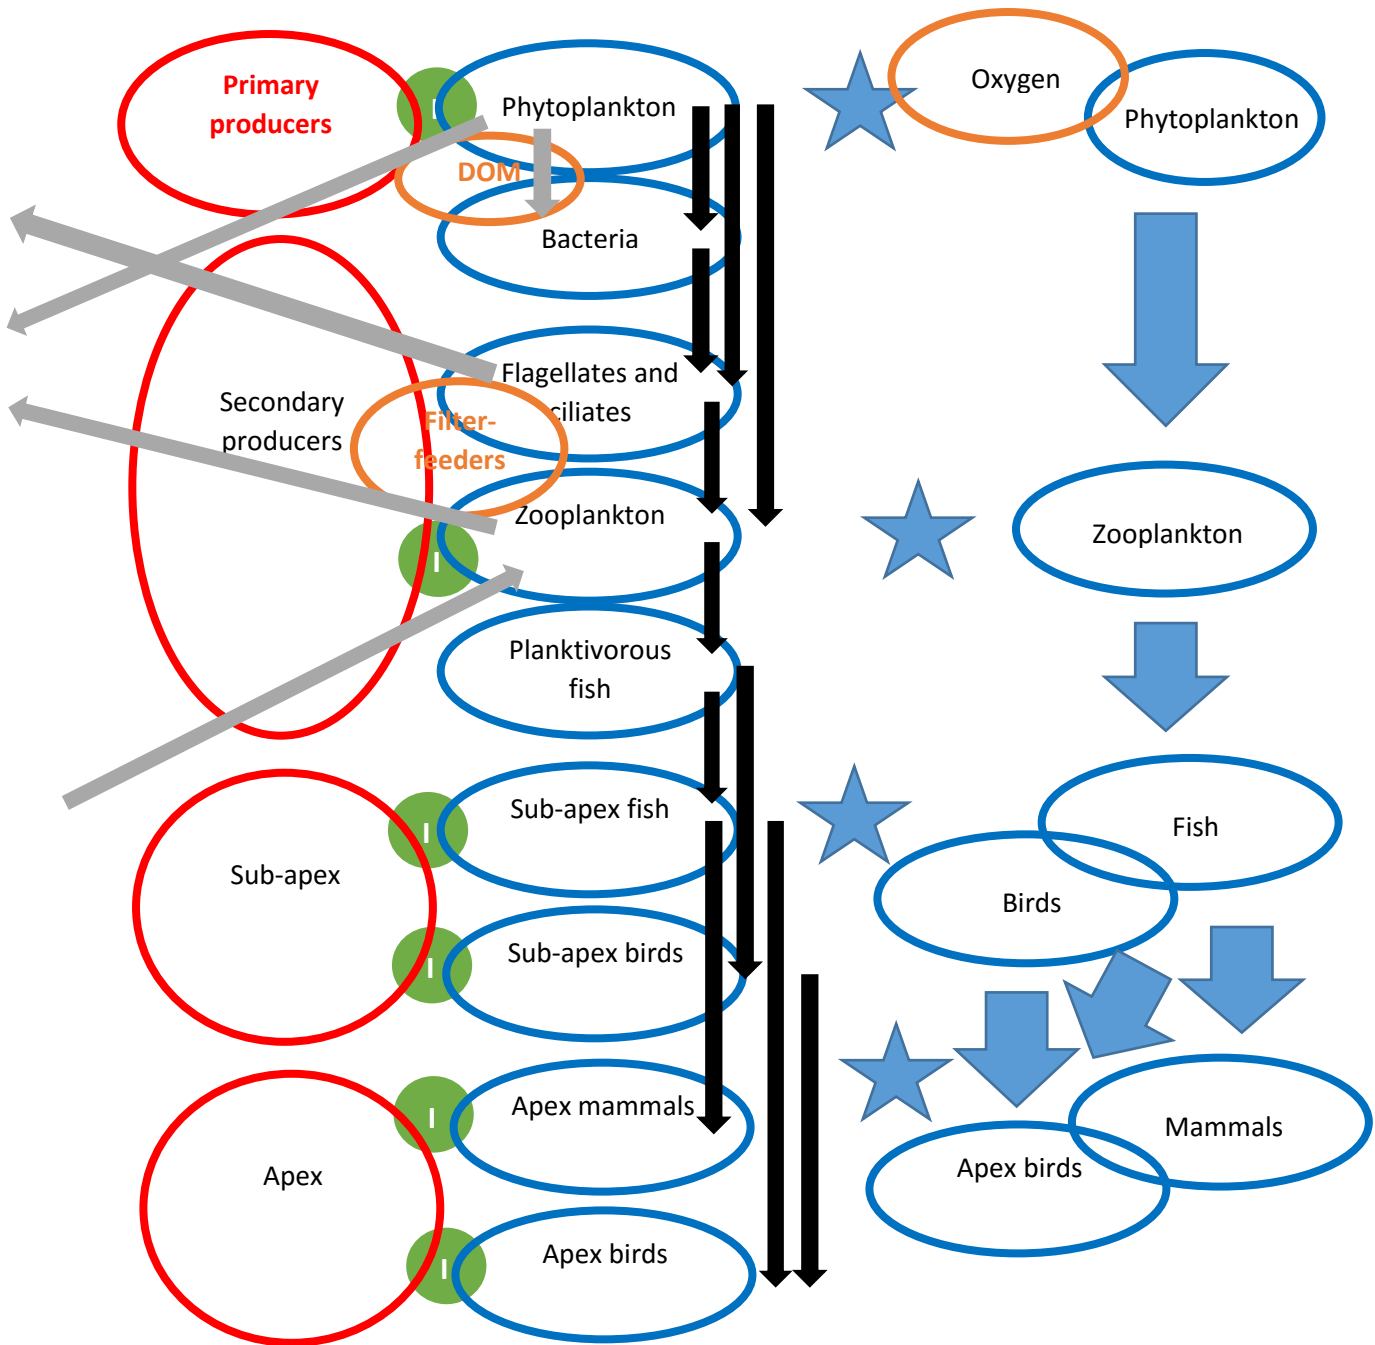 Primary
producers
I
Phytoplankton
DOM
Bacteria
Oxygen
Phytoplankton
Secondary
producers
Flagellates and
ciliates
Filter-
feeders
Zooplankton
I
Zooplankton
Planktivorous
fish
Sub-apex
I
Sub-apex fish
I
Sub-apex birds
Fish
Birds
Apex
I
Apex mammals
I
Apex birds
Mammals
Apex birds